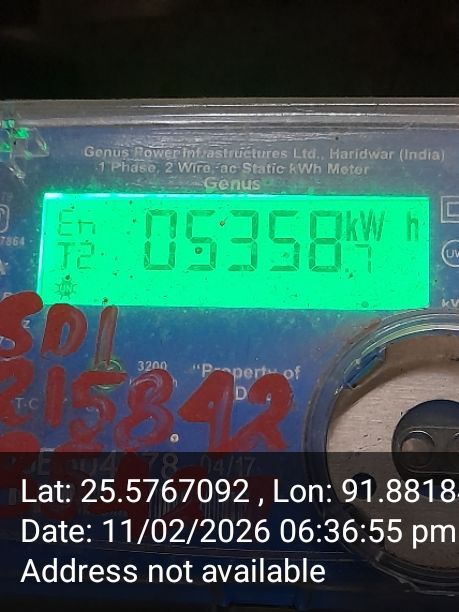 Genus Power Infrastructures Ltd., Haridwar (India)
1 Phase, 2 Wire, ac Static kWh Meter
Genus
En 05358 kW h
T2 .7
3200
"Property of
SD1
215842
04/17
Lat: 25.5767092 , Lon: 91.8818
Date: 11/02/2026 06:36:55 pm
Address not available